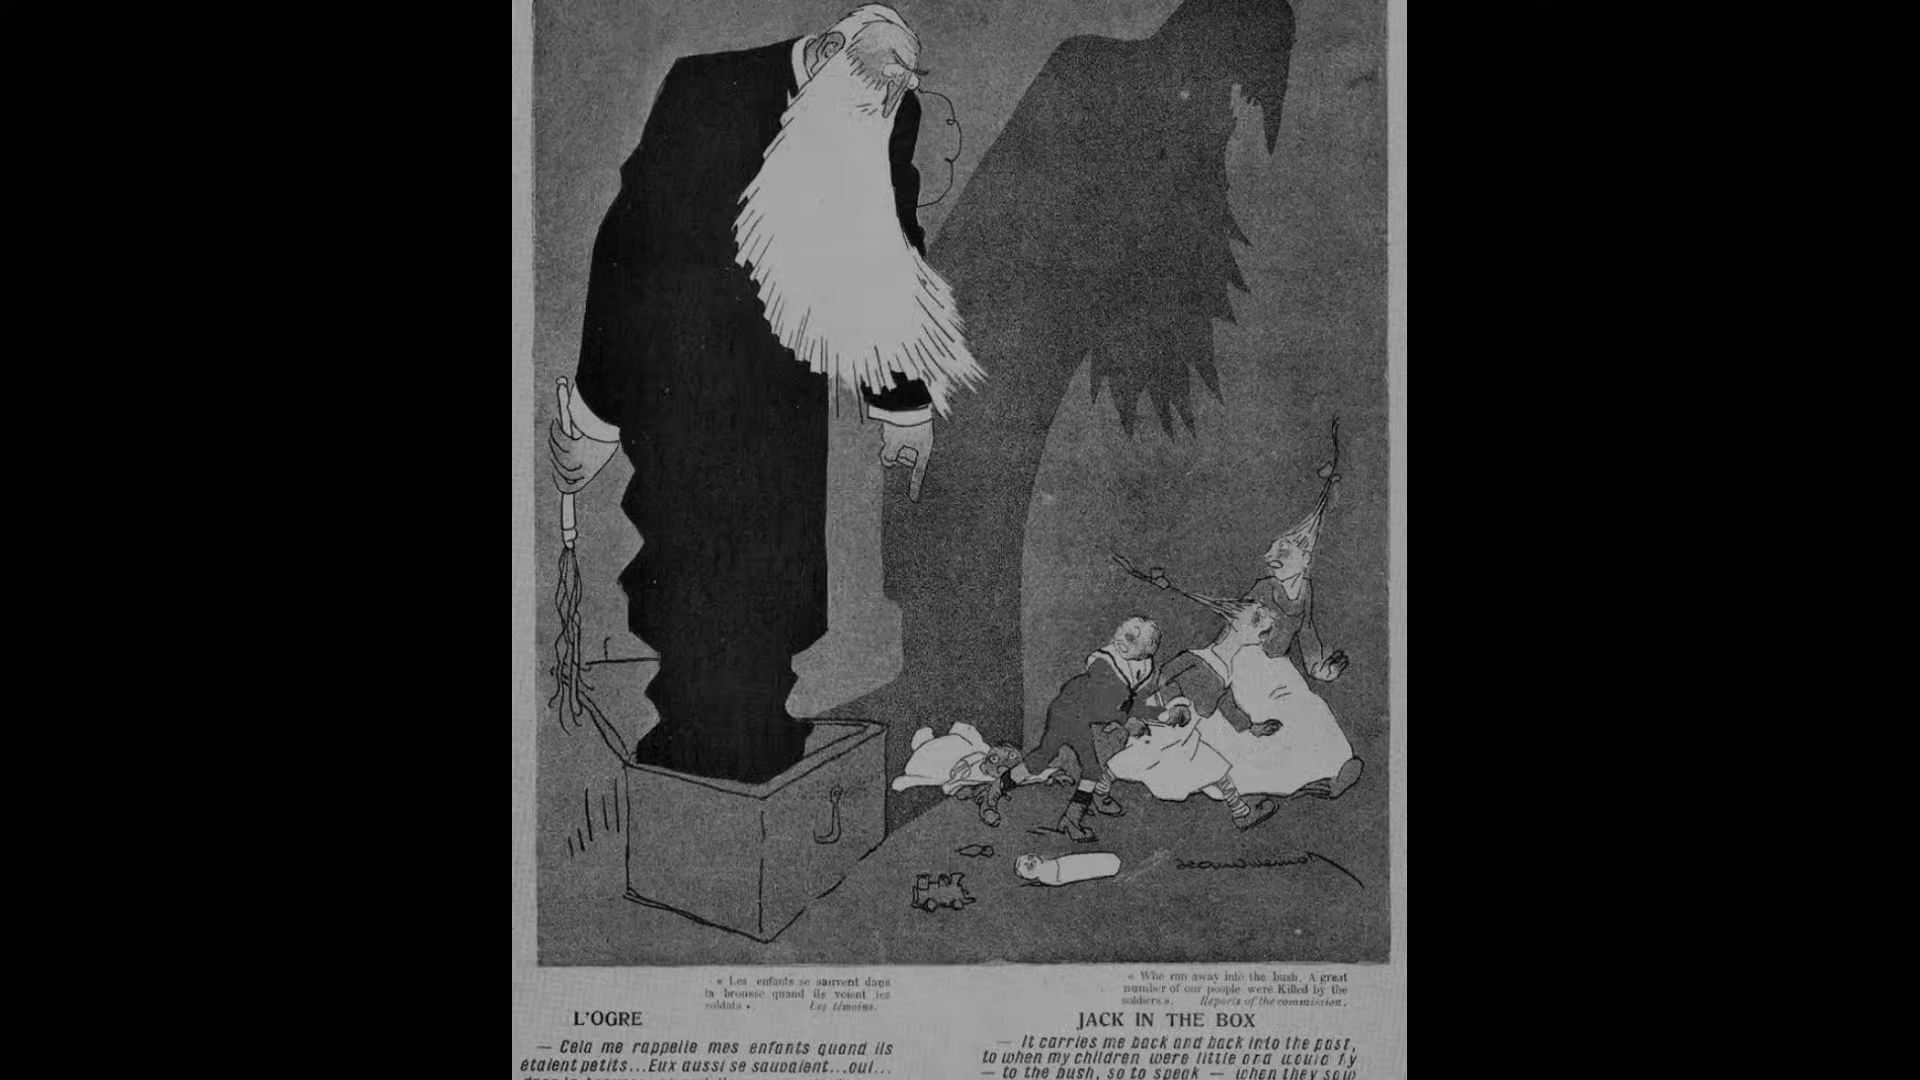 « Les enfants se sauvent dans
la brousse quand ils voient les
soldats ». Les témoins.
L'OGRE
— Cela me rappelle mes enfants quand ils
étaient petits... Eux aussi se sauvaient... oui...
« Who run away into the bush. A great
number of our people were Killed by the
soldiers ». Reports of the commission.
JACK IN THE BOX
— It carries me back and back into the past,
to when my children were little and would fly
— to the bush, so to speak — when they saw